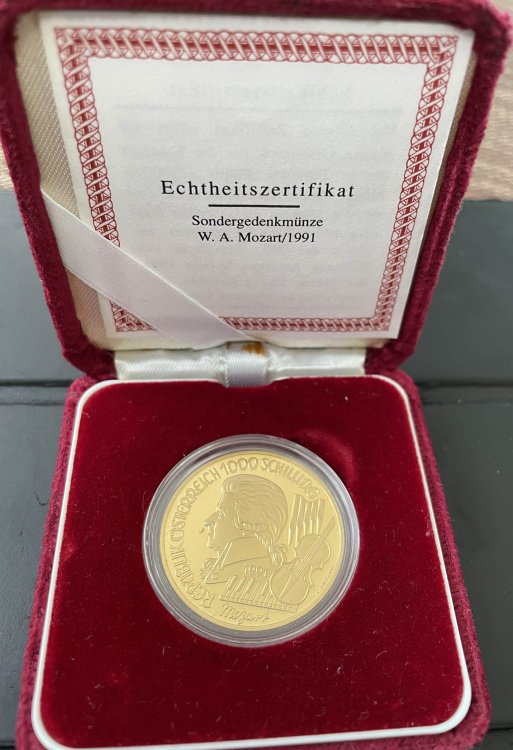 Echtheitszertifikat
Sondergedenkmünze
W. A. Mozart/1991
REPUBLIK ÖSTERREICH 1000 SCHILLING
1991
Mozart